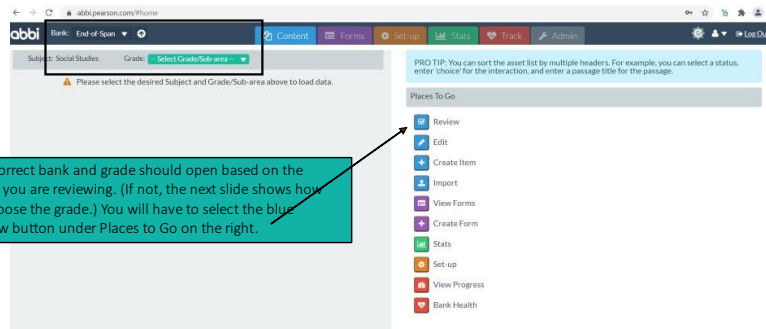 abbi.pearson.com/#home
abbi Bank: End-of-Span Content Forms Set-up Stats Track Admin Log Ou
Subject: Social Studies Grade: -- Select Grade/Sub-area --
Please select the desired Subject and Grade/Sub-area above to load data.
PRO TIP: You can sort the asset list by multiple headers. For example, you can select a status,
enter 'choice' for the interaction, and enter a passage title for the passage.
Places To Go
Review
Edit
Create Item
Import
View Forms
Create Form
Stats
Set-up
View Progress
Bank Health
orrect bank and grade should open based on the
you are reviewing. (If not, the next slide shows how
oose the grade.) You will have to select the blue
w button under Places to Go on the right.